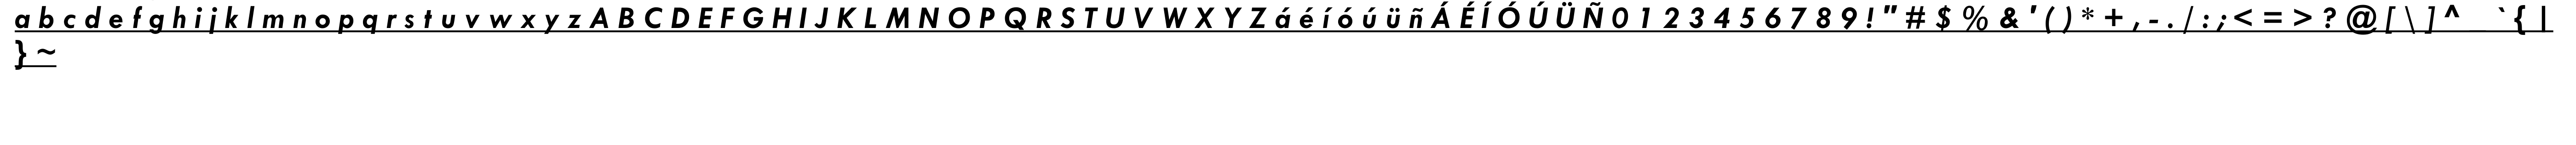 a b c d e f g h i j k l m n o p q r s t u v w x y z A B C D E F G H I J K L M N O P Q R S T U V W X Y Z á é í ó ú ü ñ Á É Í Ó Ú Ü Ñ 0 1 2 3 4 5 6 7 8 9 ! " # $ % & ' ( ) * + , - . / : ; < = > ? @ [ \ ] ^ _ ` { |
} ~